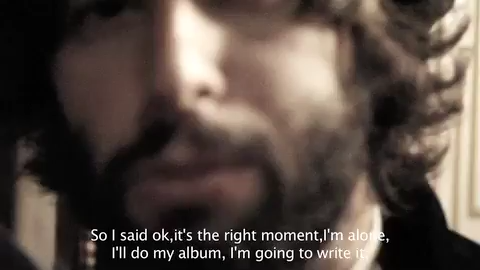 So I said ok,it's the right moment,I'm alone,
I'll do my album, I'm going to write it.